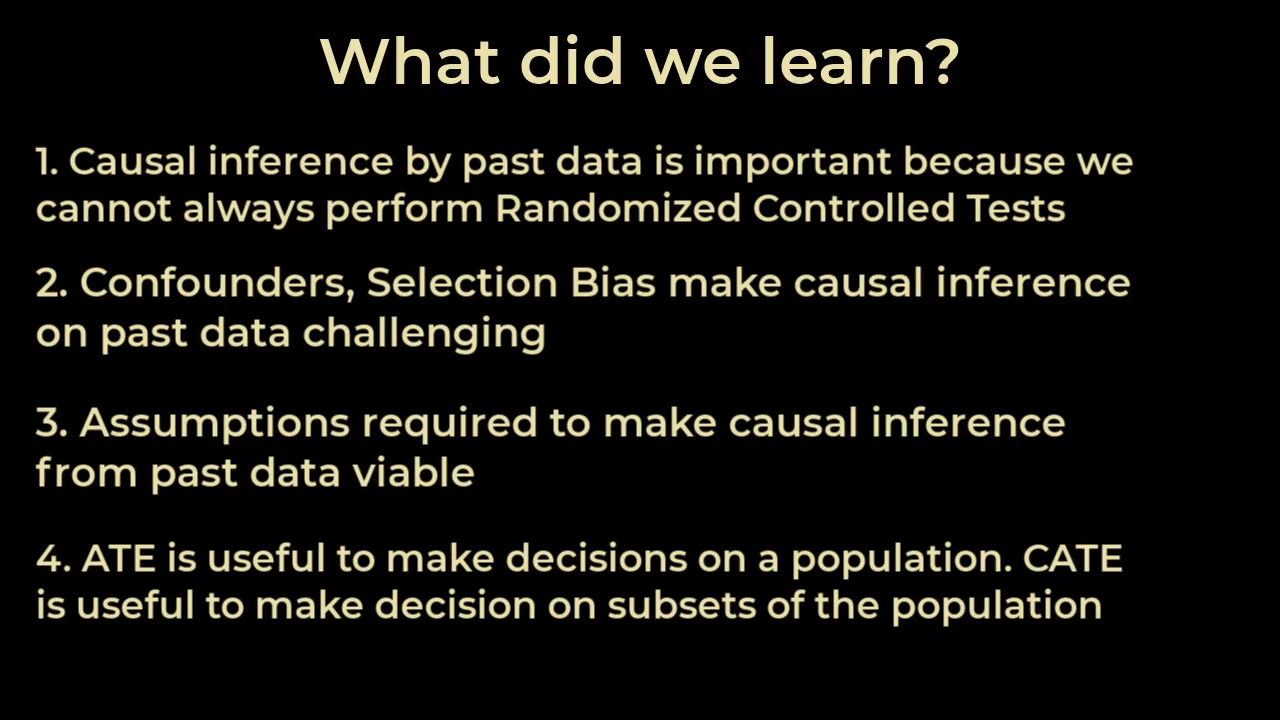 What did we learn?
1. Causal inference by past data is important because we
cannot always perform Randomized Controlled Tests
2. Confounders, Selection Bias make causal inference
on past data challenging
3. Assumptions required to make causal inference
from past data viable
4. ATE is useful to make decisions on a population. CATE
is useful to make decision on subsets of the population